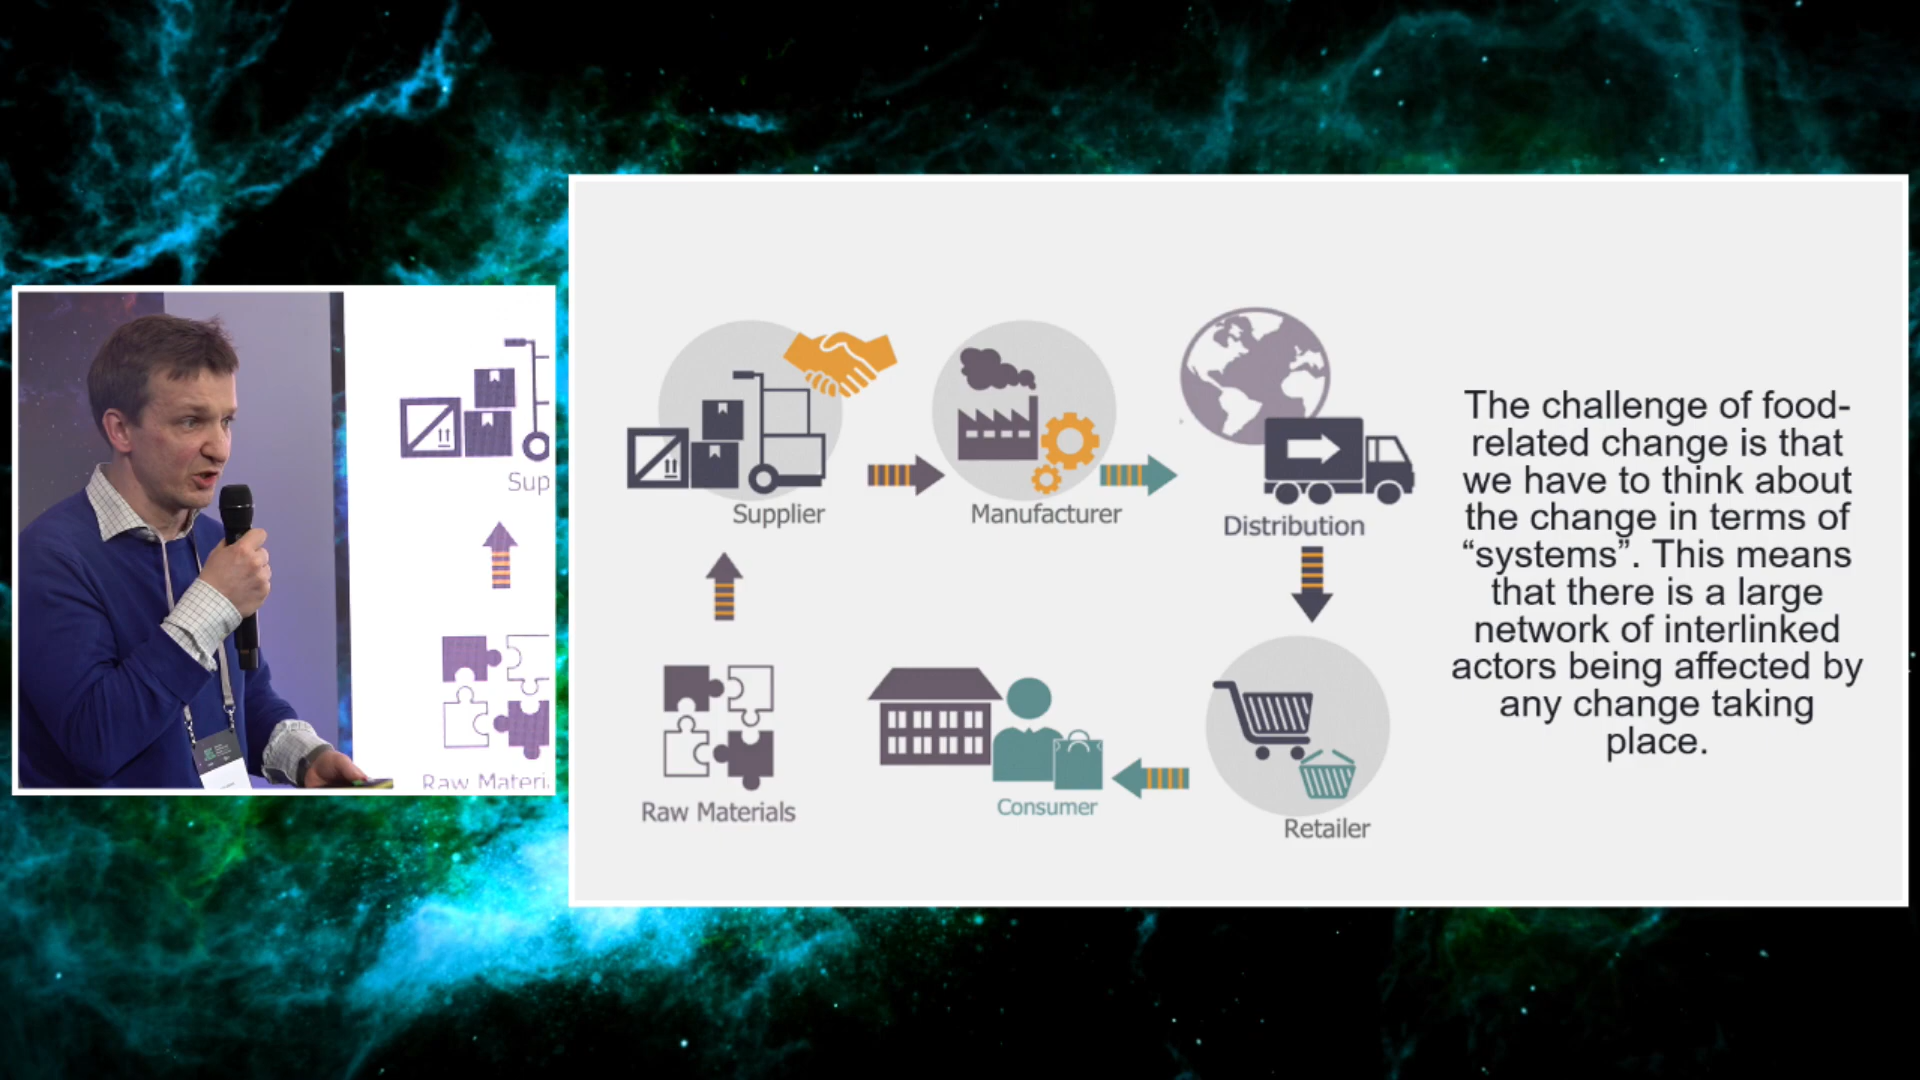 Sup
Raw Materi
Supplier
Manufacturer
Distribution
Raw Materials
Consumer
Retailer
The challenge of food-
related change is that
we have to think about
the change in terms of
“systems”. This means
that there is a large
network of interlinked
actors being affected by
any change taking
place.